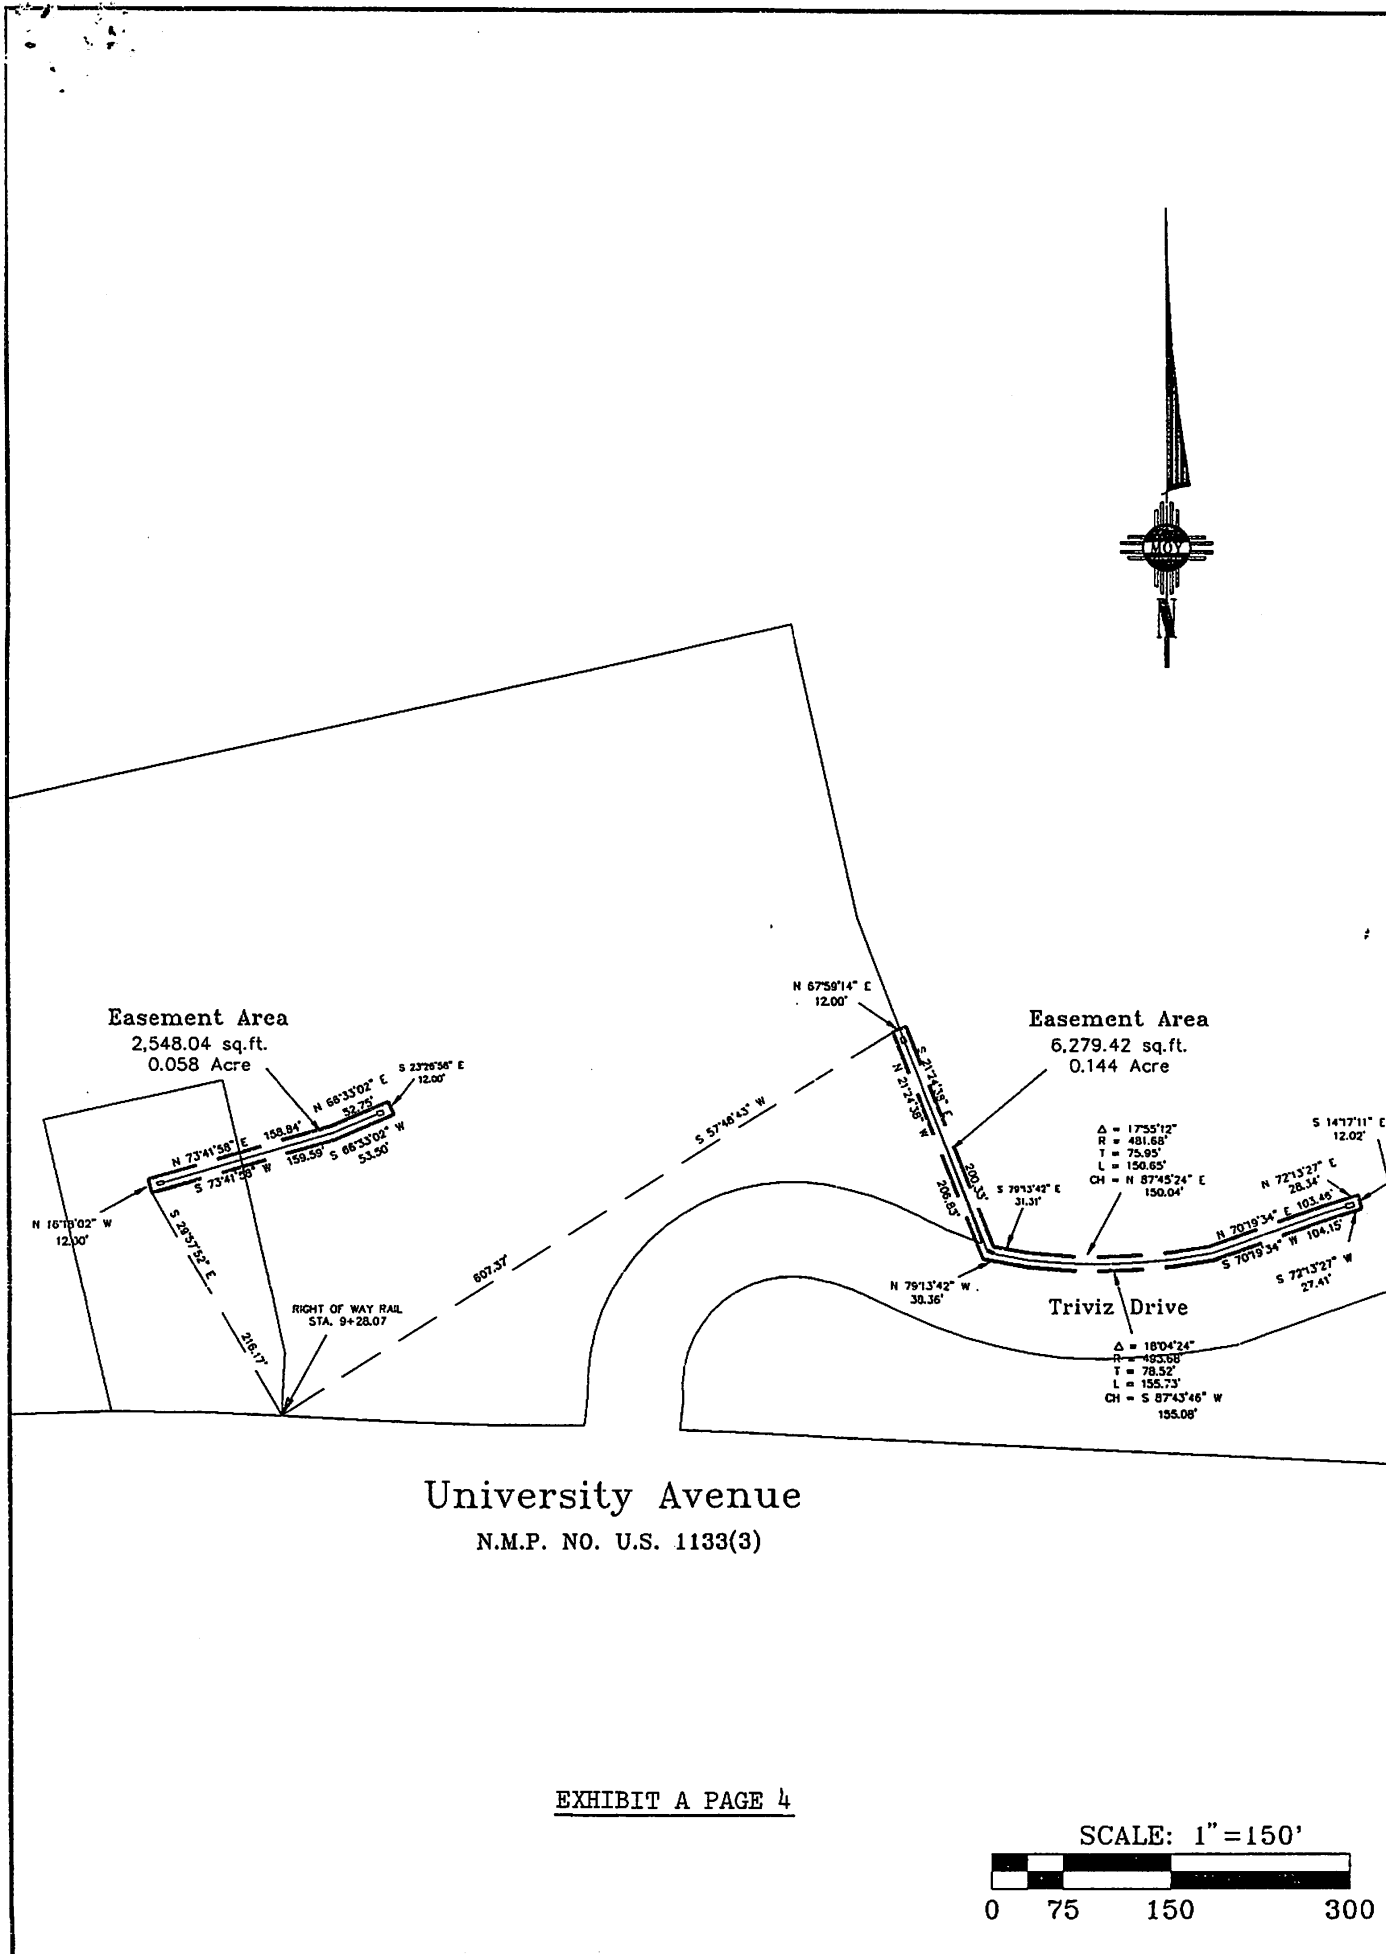 MOY
N
N 67°59'14" E
12.00'
Easement Area
2,548.04 sq.ft.
0.058 Acre
Easement Area
6,279.42 sq.ft.
0.144 Acre
S 23°26'58" E
12.00'
N 66°33'02" E
52.75'
N 73°41'58" E 158.84'
S 73°41'58" W 159.59'
S 66°33'02" W
53.50'
N 16°18'02" W
12.00'
S 29°57'52" E
216.17'
RIGHT OF WAY RAIL
STA. 9+28.07
S 57°48'43" W
607.37'
S 21°24'38" E
N 21°24'38" W
200.33'
206.83'
S 79°13'42" E
31.31'
N 79°13'42" W
38.36'
Δ = 17°55'12"
R = 481.68'
T = 75.95'
L = 150.65'
CH = N 87°45'24" E
150.04'
S 14°17'11" E
12.02'
N 72°13'27" E
28.34'
N 70°19'34" E 103.46'
S 70°19'34" W 104.15'
S 72°13'27" W
27.41'
Triviz Drive
Δ = 18°04'24"
R = 493.68'
T = 78.52'
L = 155.73'
CH = S 87°43'46" W
155.08'
University Avenue
N.M.P. NO. U.S. 1133(3)
EXHIBIT A PAGE 4
SCALE: 1"=150'
0 75 150 300